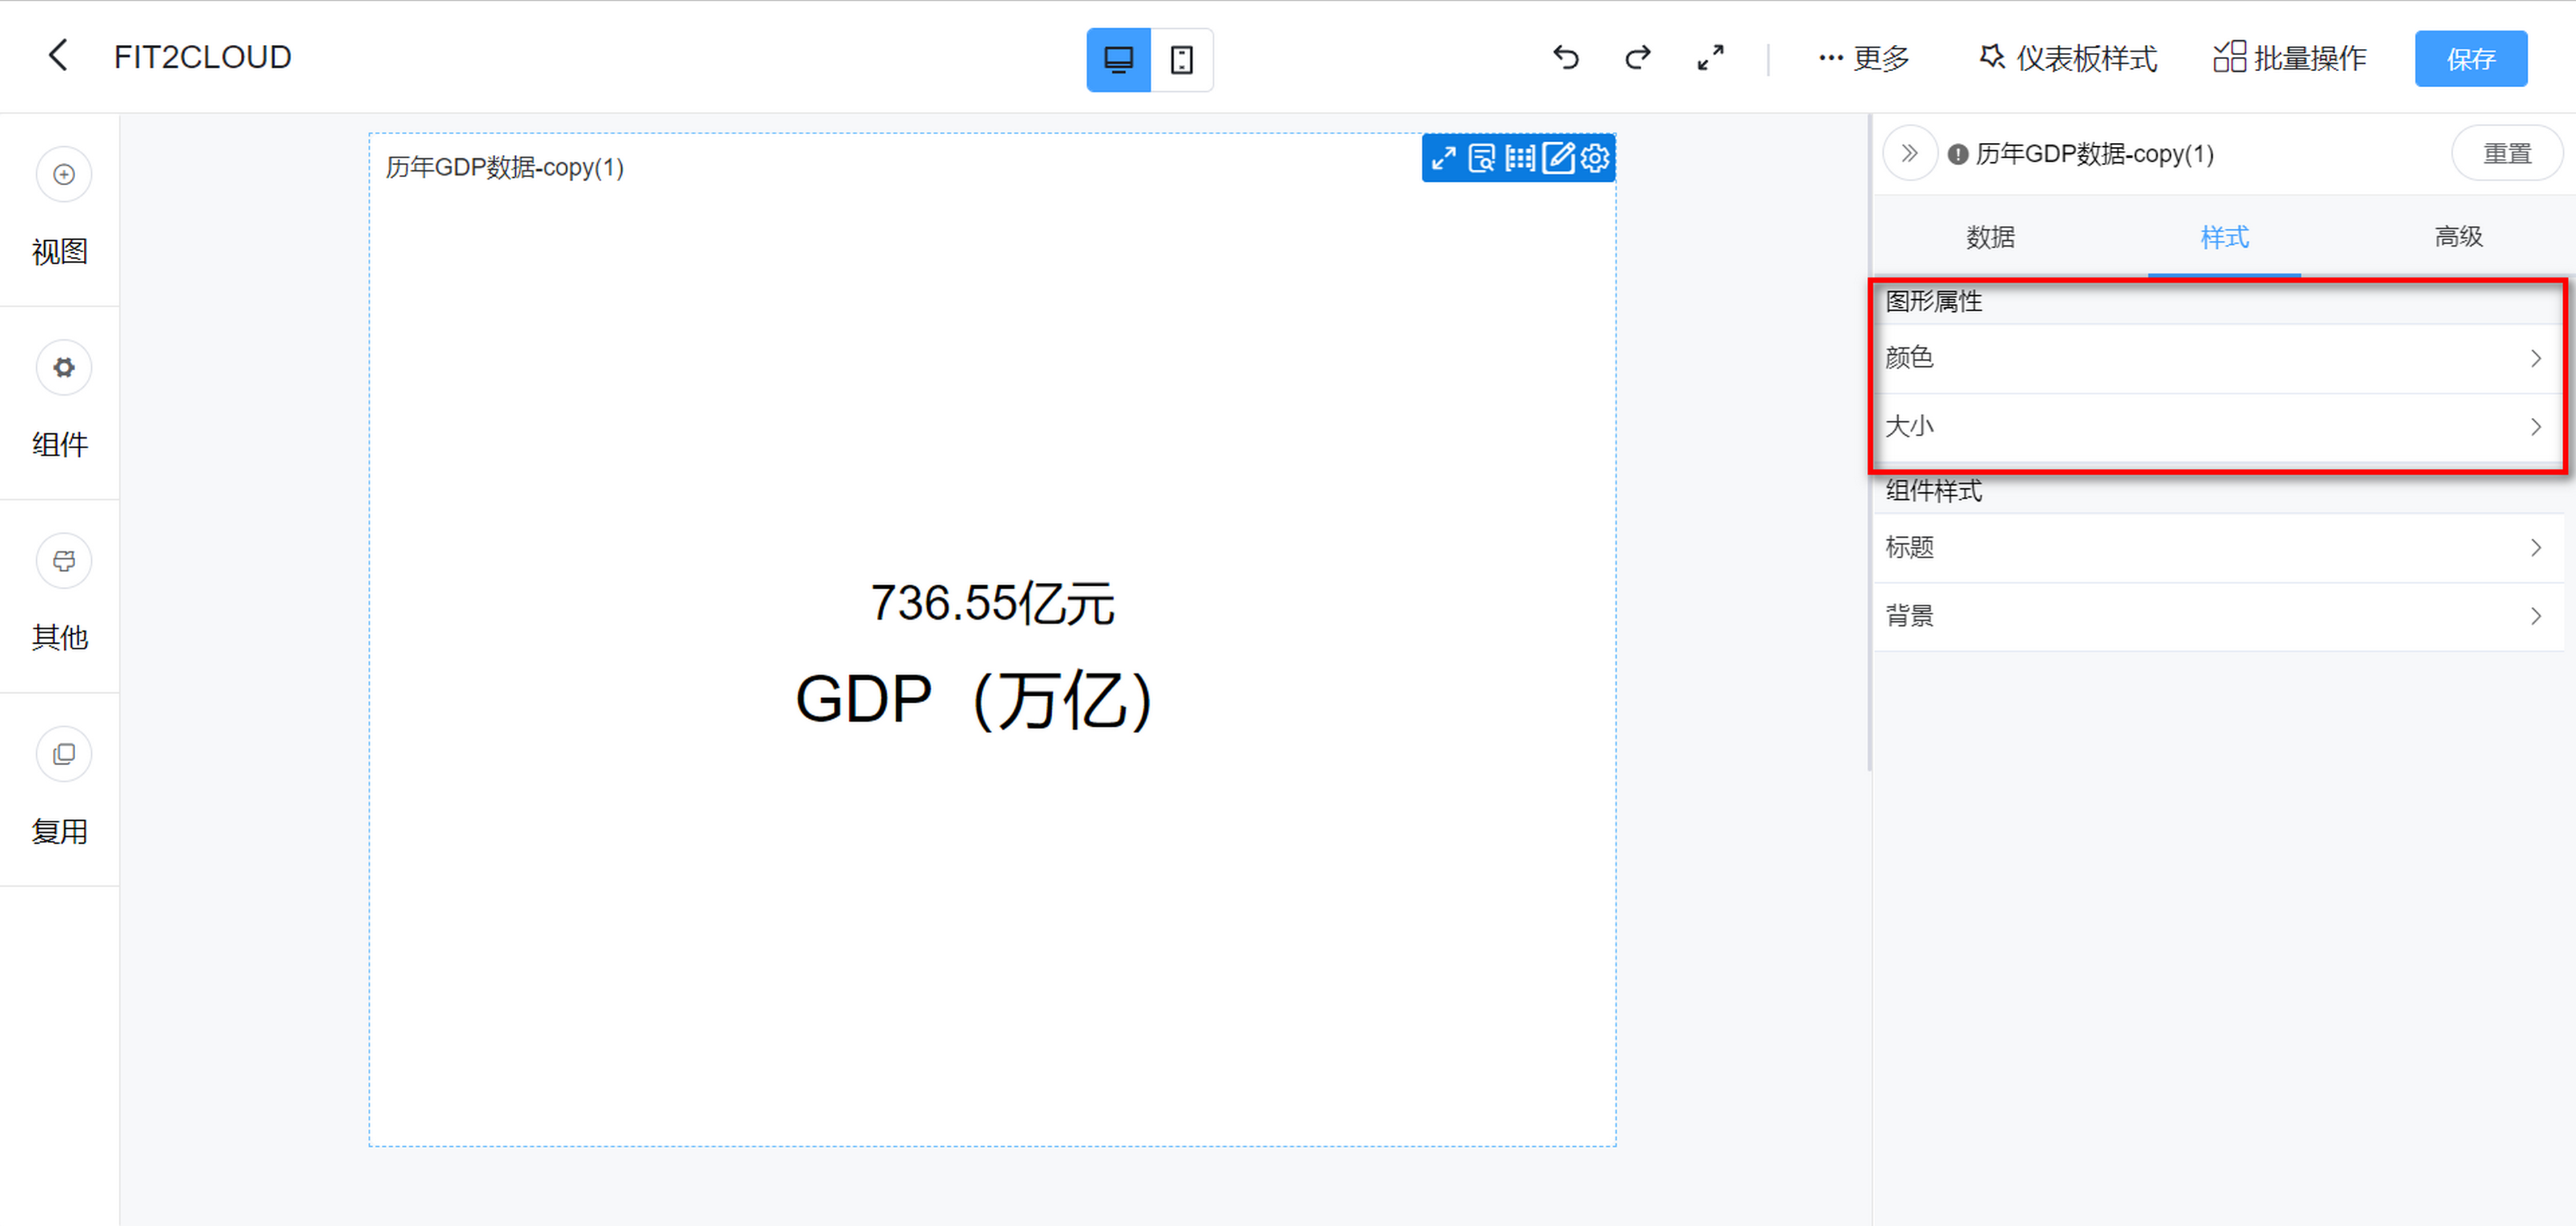 FIT2CLOUD
更多
仪表板样式
批量操作
保存
视图
组件
其他
复用
历年GDP数据-copy(1)
736.55亿元
GDP（万亿）
历年GDP数据-copy(1)
重置
数据
样式
高级
图形属性
颜色
大小
组件样式
标题
背景